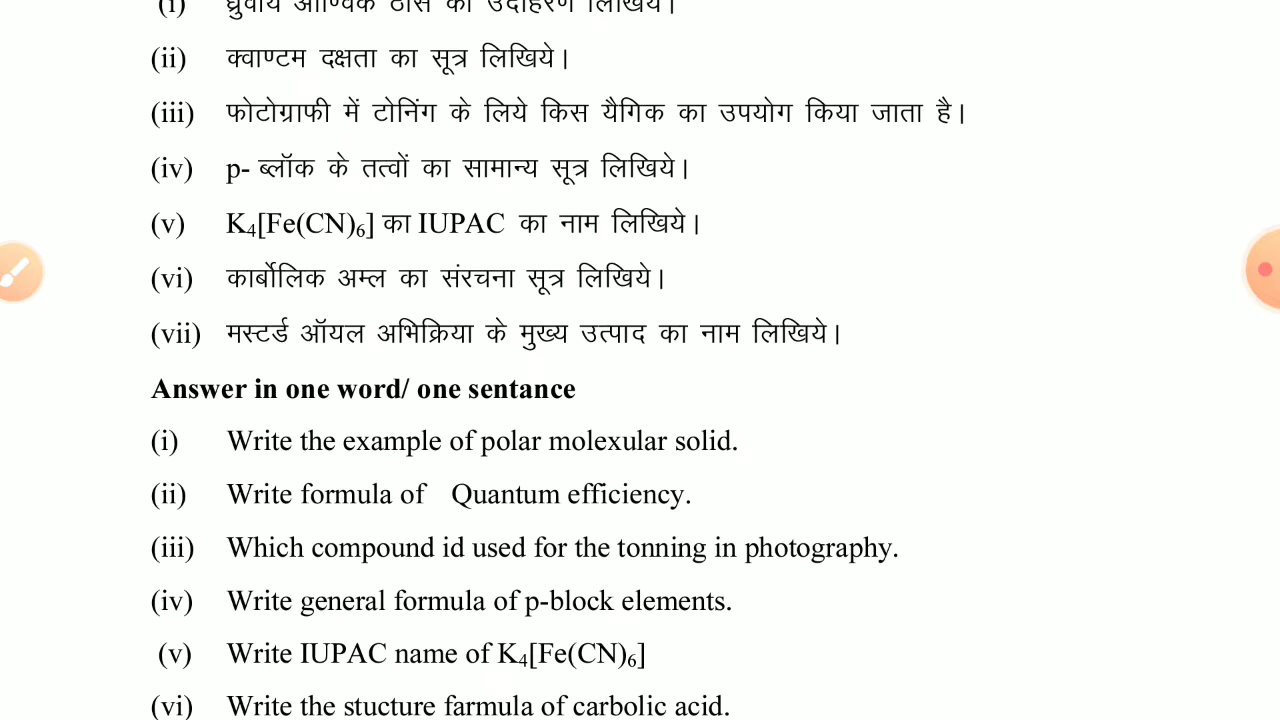 (i) ध्रुवीय आण्विक ठोस का उदाहरण लिखिये।
(ii) क्वाण्टम दक्षता का सूत्र लिखिये।
(iii) फोटोग्राफी में टोनिंग के लिये किस यैगिक का उपयोग किया जाता है।
(iv) p- ब्लॉक के तत्वों का सामान्य सूत्र लिखिये।
(v) K₄[Fe(CN)₆] का IUPAC का नाम लिखिये।
(vi) कार्बोलिक अम्ल का संरचना सूत्र लिखिये।
(vii) मस्टर्ड ऑयल अभिक्रिया के मुख्य उत्पाद का नाम लिखिये।
Answer in one word/ one sentance
(i) Write the example of polar molexular solid.
(ii) Write formula of Quantum efficiency.
(iii) Which compound id used for the tonning in photography.
(iv) Write general formula of p-block elements.
(v) Write IUPAC name of K₄[Fe(CN)₆]
(vi) Write the stucture farmula of carbolic acid.